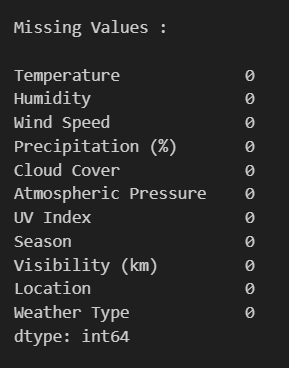 Missing Values :
Temperature 0
Humidity 0
Wind Speed 0
Precipitation (%) 0
Cloud Cover 0
Atmospheric Pressure 0
UV Index 0
Season 0
Visibility (km) 0
Location 0
Weather Type 0
dtype: int64